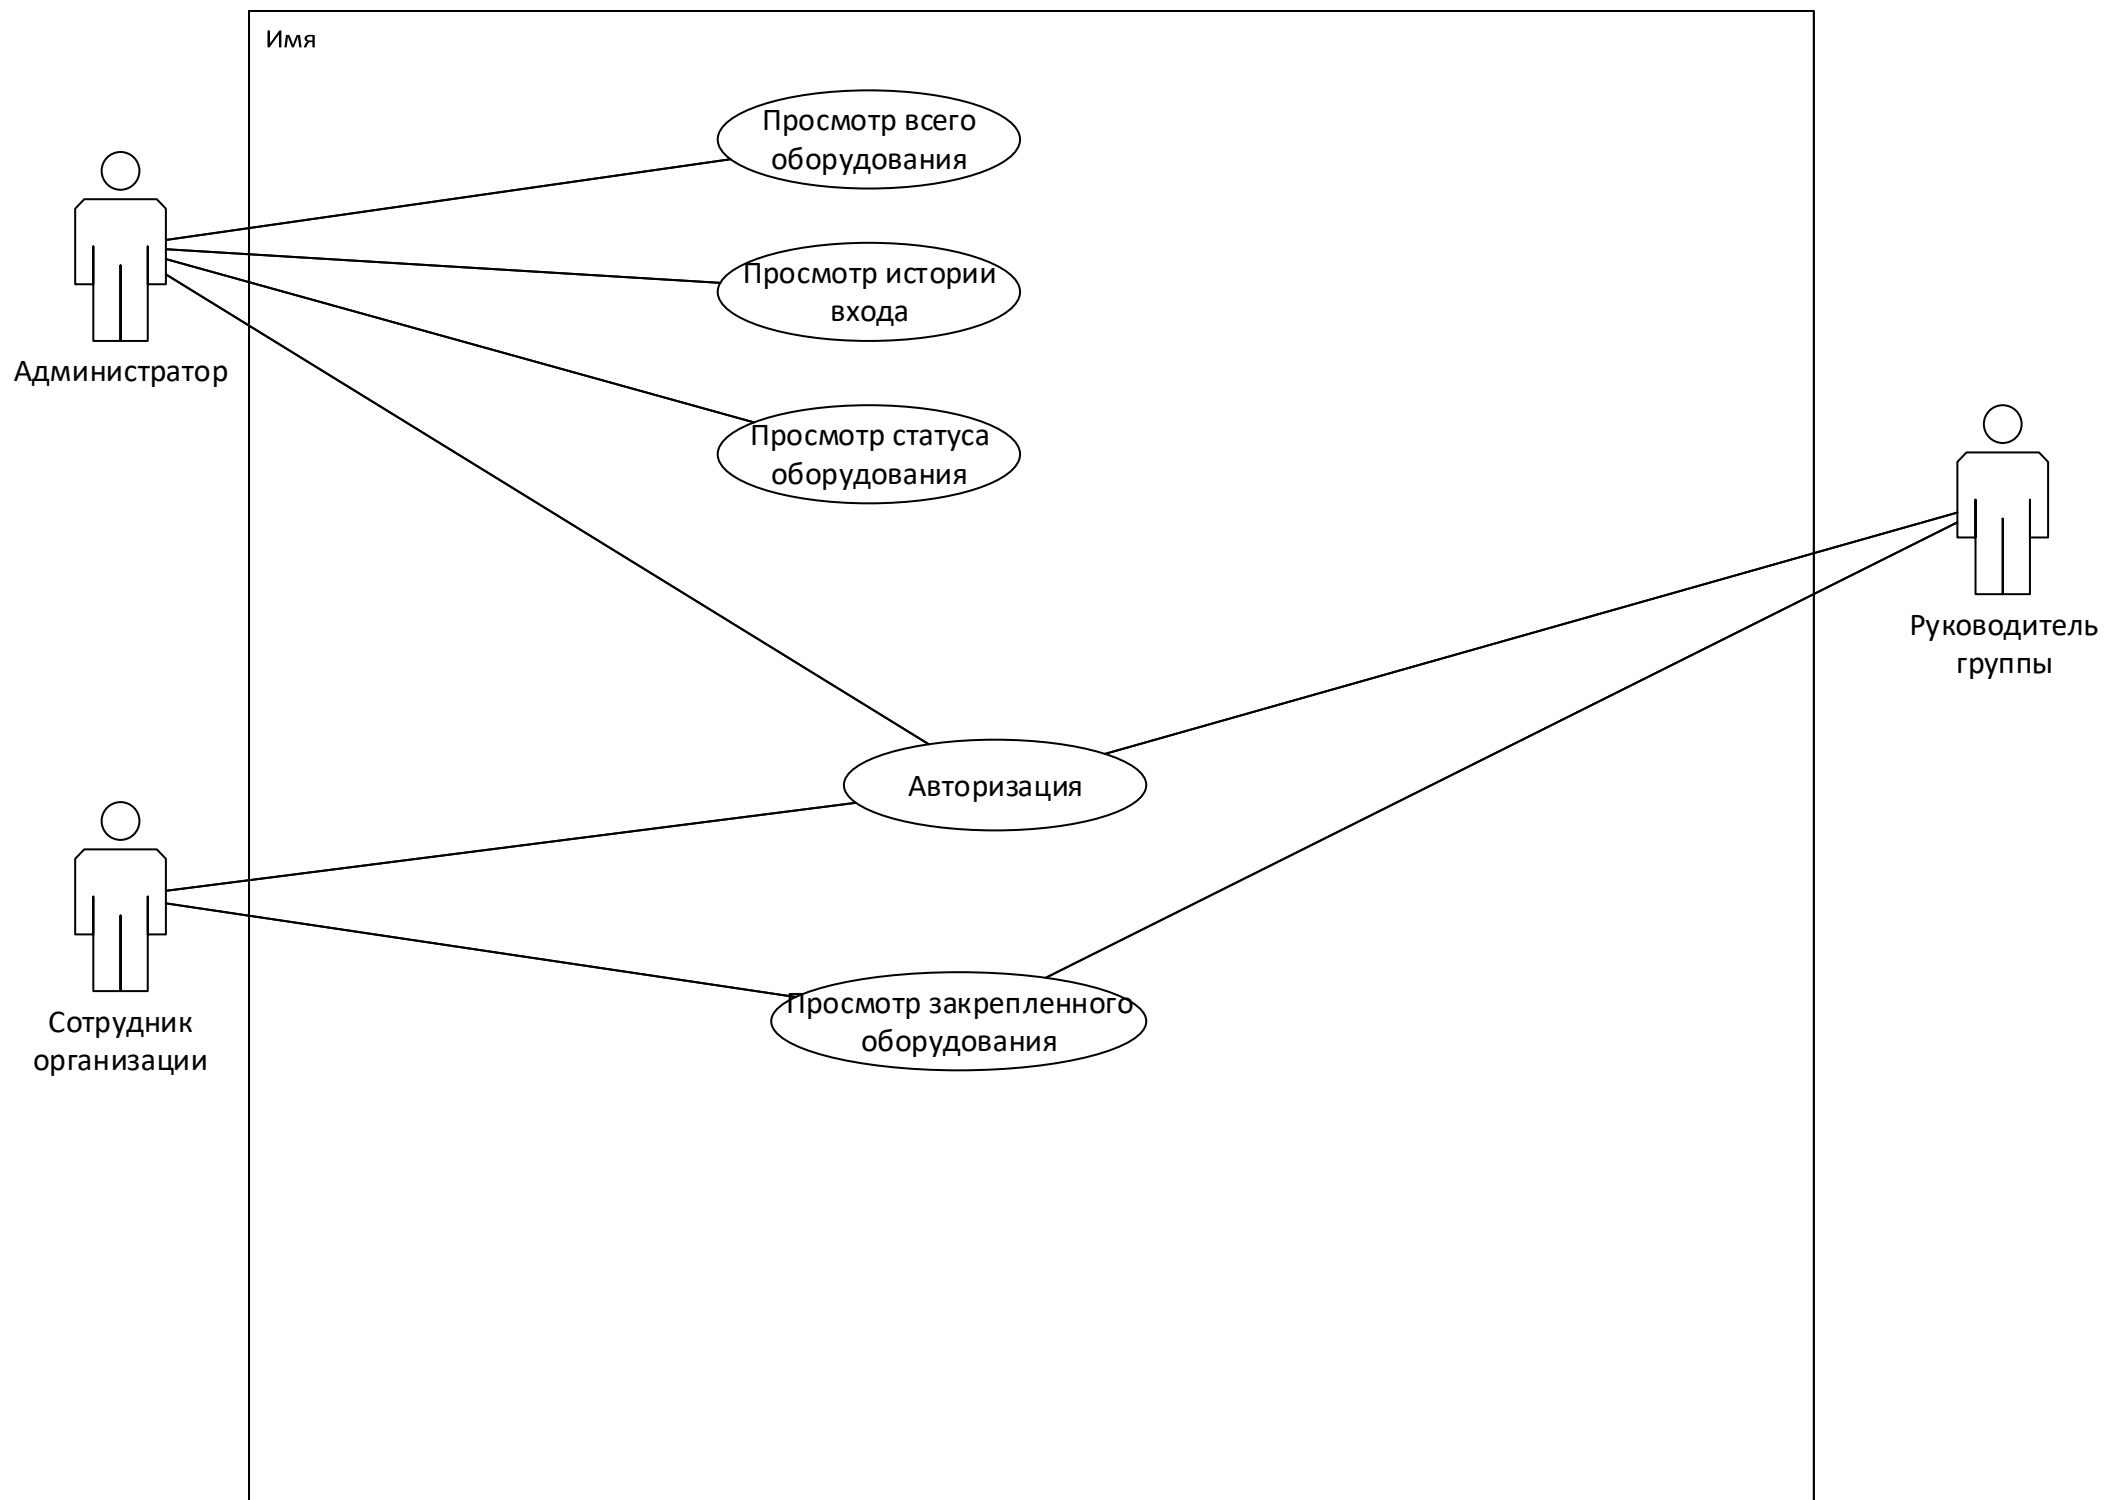 Имя
Просмотр всего
оборудования
Просмотр истории
входа
Администратор
Просмотр статуса
оборудования
Руководитель
группы
Авторизация
Сотрудник
организации
Просмотр закрепленного
оборудования